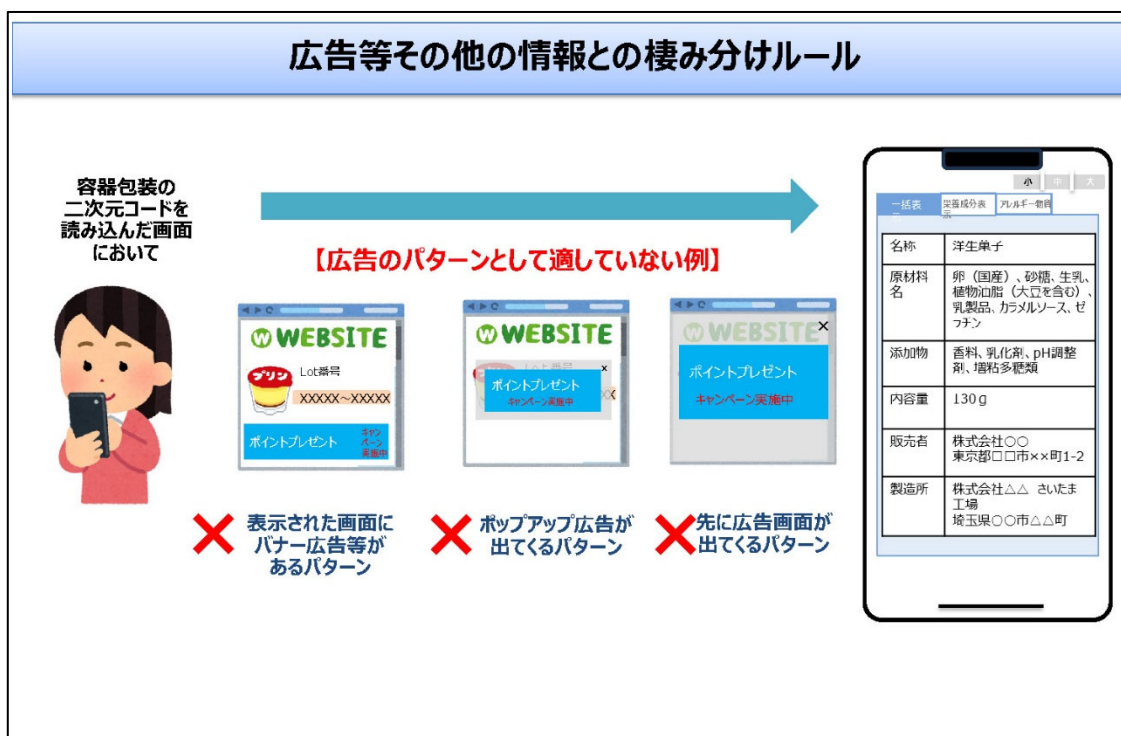 広告等その他の情報との棲み分けルール
容器包装の
二次元コードを
読み込んだ画面
において
【広告のパターンとして適していない例】
WEBSITE
プリン
Lot番号
XXXXX~XXXXX
ポイントプレゼント
キャン
ペーン
実施中
表示された画面に
バナー広告等が
あるパターン
WEBSITE
Lot番号
ポイントプレゼント
キャンペーン実施中
ポップアップ広告が
出てくるパターン
WEBSITE
ポイントプレゼント
キャンペーン実施中
先に広告画面が
出てくるパターン
小 中 大
一括表
示
栄養成分表
示
アレルギー物質
名称 洋生菓子
原材料
名
卵（国産）、砂糖、生乳、
植物油脂（大豆を含む）、
乳製品、カラメルソース、ゼ
ラチン
添加物 香料、乳化剤、pH調整
剤、増粘多糖類
内容量 130g
販売者 株式会社○○
東京都□□市××町1-2
製造所 株式会社△△ さいたま
工場
埼玉県○○市△△町